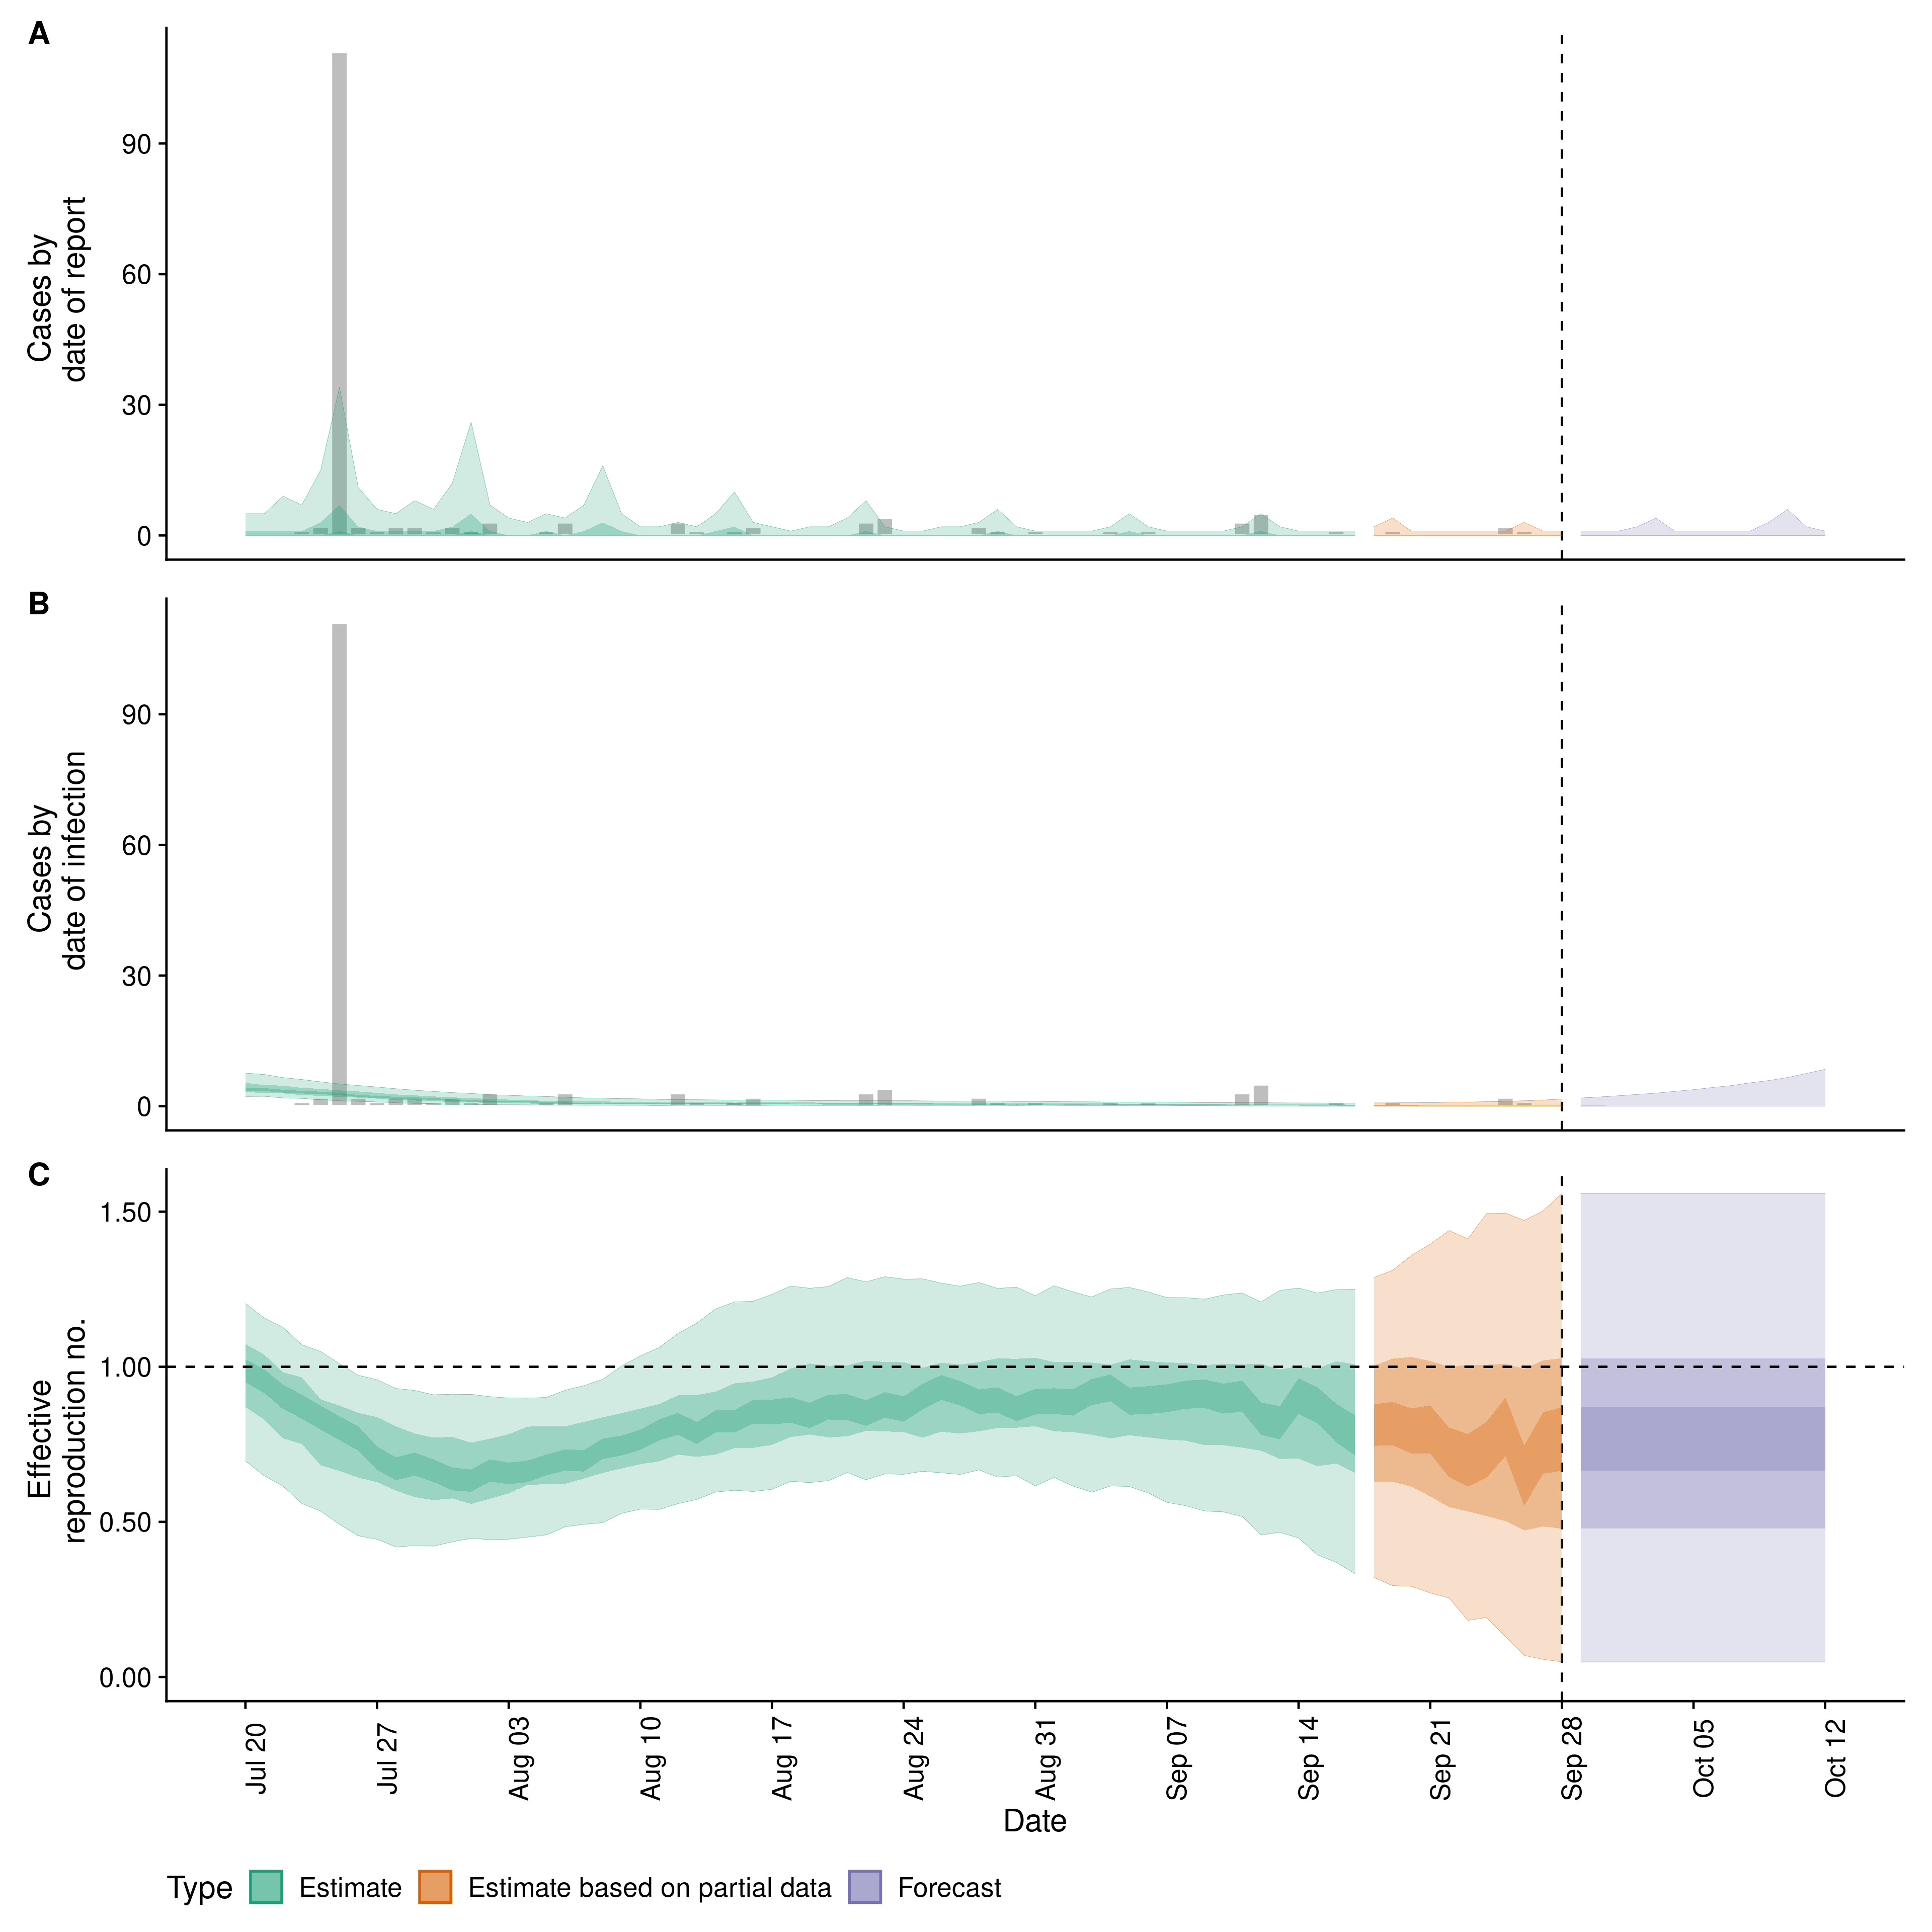 A
Cases by
date of report
90
60
30
0
B
Cases by
date of infection
90
60
30
0
C
Effective
reproduction no.
1.50
1.00
0.50
0.00
Jul 20
Jul 27
Aug 03
Aug 10
Aug 17
Aug 24
Aug 31
Sep 07
Sep 14
Sep 21
Sep 28
Oct 05
Oct 12
Date
Type Estimate Estimate based on partial data Forecast